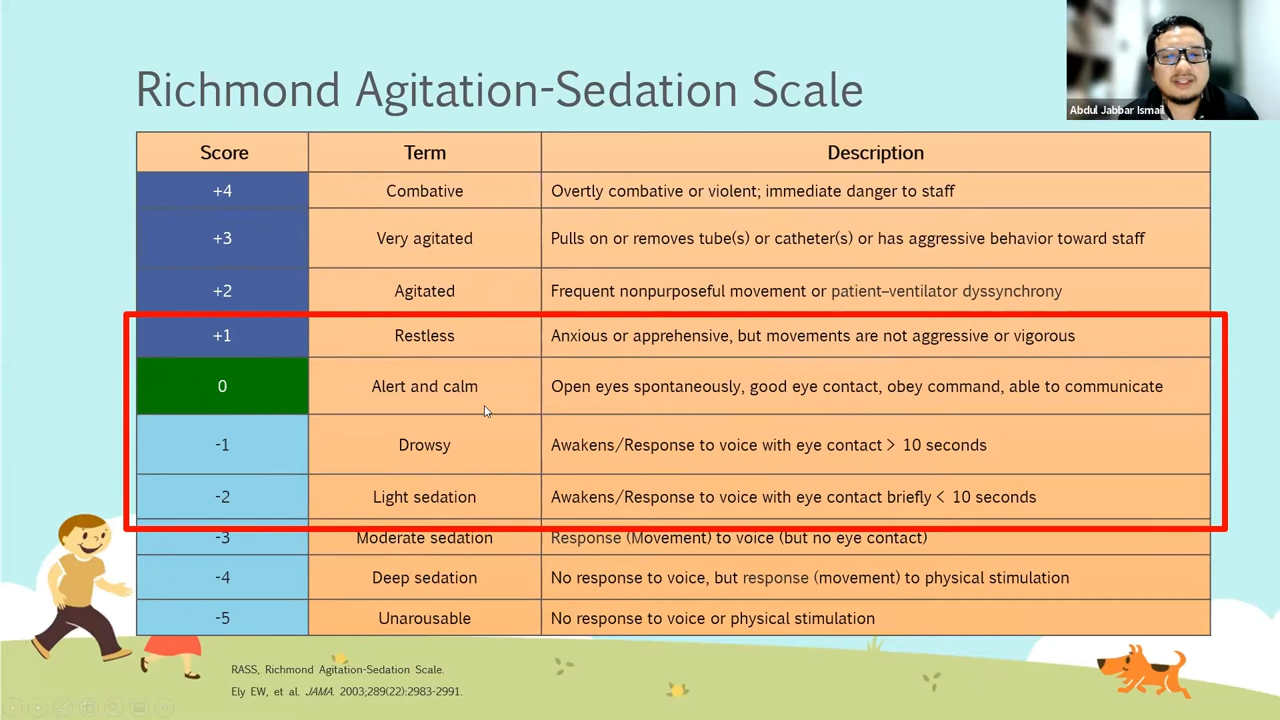 Richmond Agitation-Sedation Scale
Abdul Jabbar Ismail
Score Term Description
+4 Combative Overtly combative or violent; immediate danger to staff
+3 Very agitated Pulls on or removes tube(s) or catheter(s) or has aggressive behavior toward staff
+2 Agitated Frequent nonpurposeful movement or patient–ventilator dyssynchrony
+1 Restless Anxious or apprehensive, but movements are not aggressive or vigorous
0 Alert and calm Open eyes spontaneously, good eye contact, obey command, able to communicate
-1 Drowsy Awakens/Response to voice with eye contact > 10 seconds
-2 Light sedation Awakens/Response to voice with eye contact briefly < 10 seconds
-3 Moderate sedation Response (Movement) to voice (but no eye contact)
-4 Deep sedation No response to voice, but response (movement) to physical stimulation
-5 Unarousable No response to voice or physical stimulation
RASS, Richmond Agitation-Sedation Scale.
Ely EW, et al. JAMA. 2003;289(22):2983-2991.